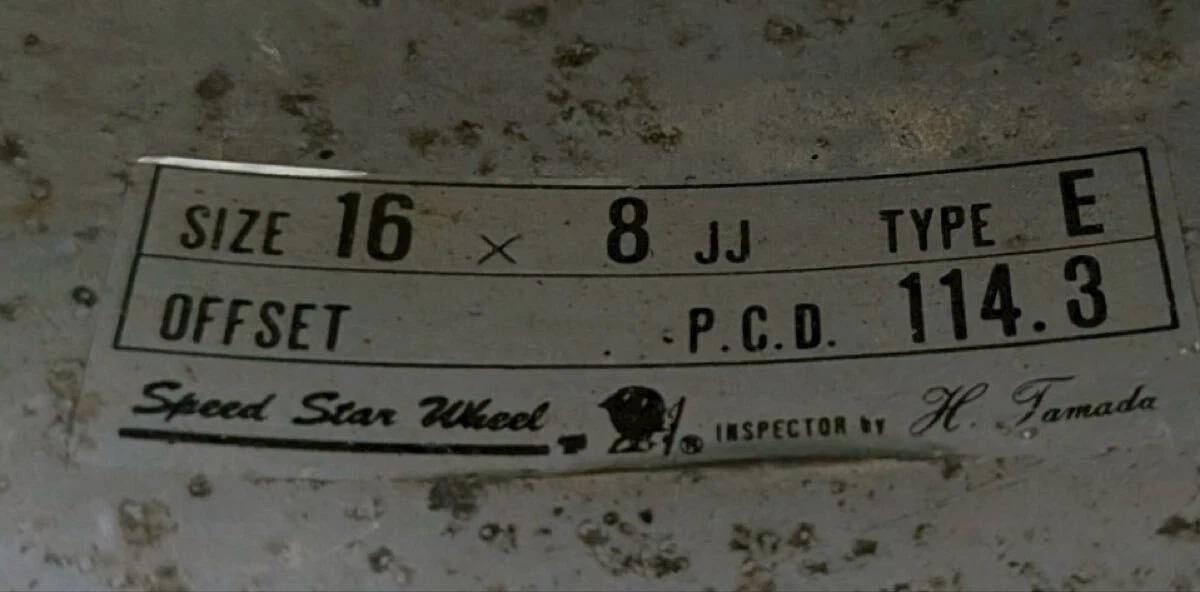 SIZE 16 × 8 JJ TYPE E
OFFSET P.C.D. 114.3
Speed Star Wheel ® INSPECTOR by H. Tamada